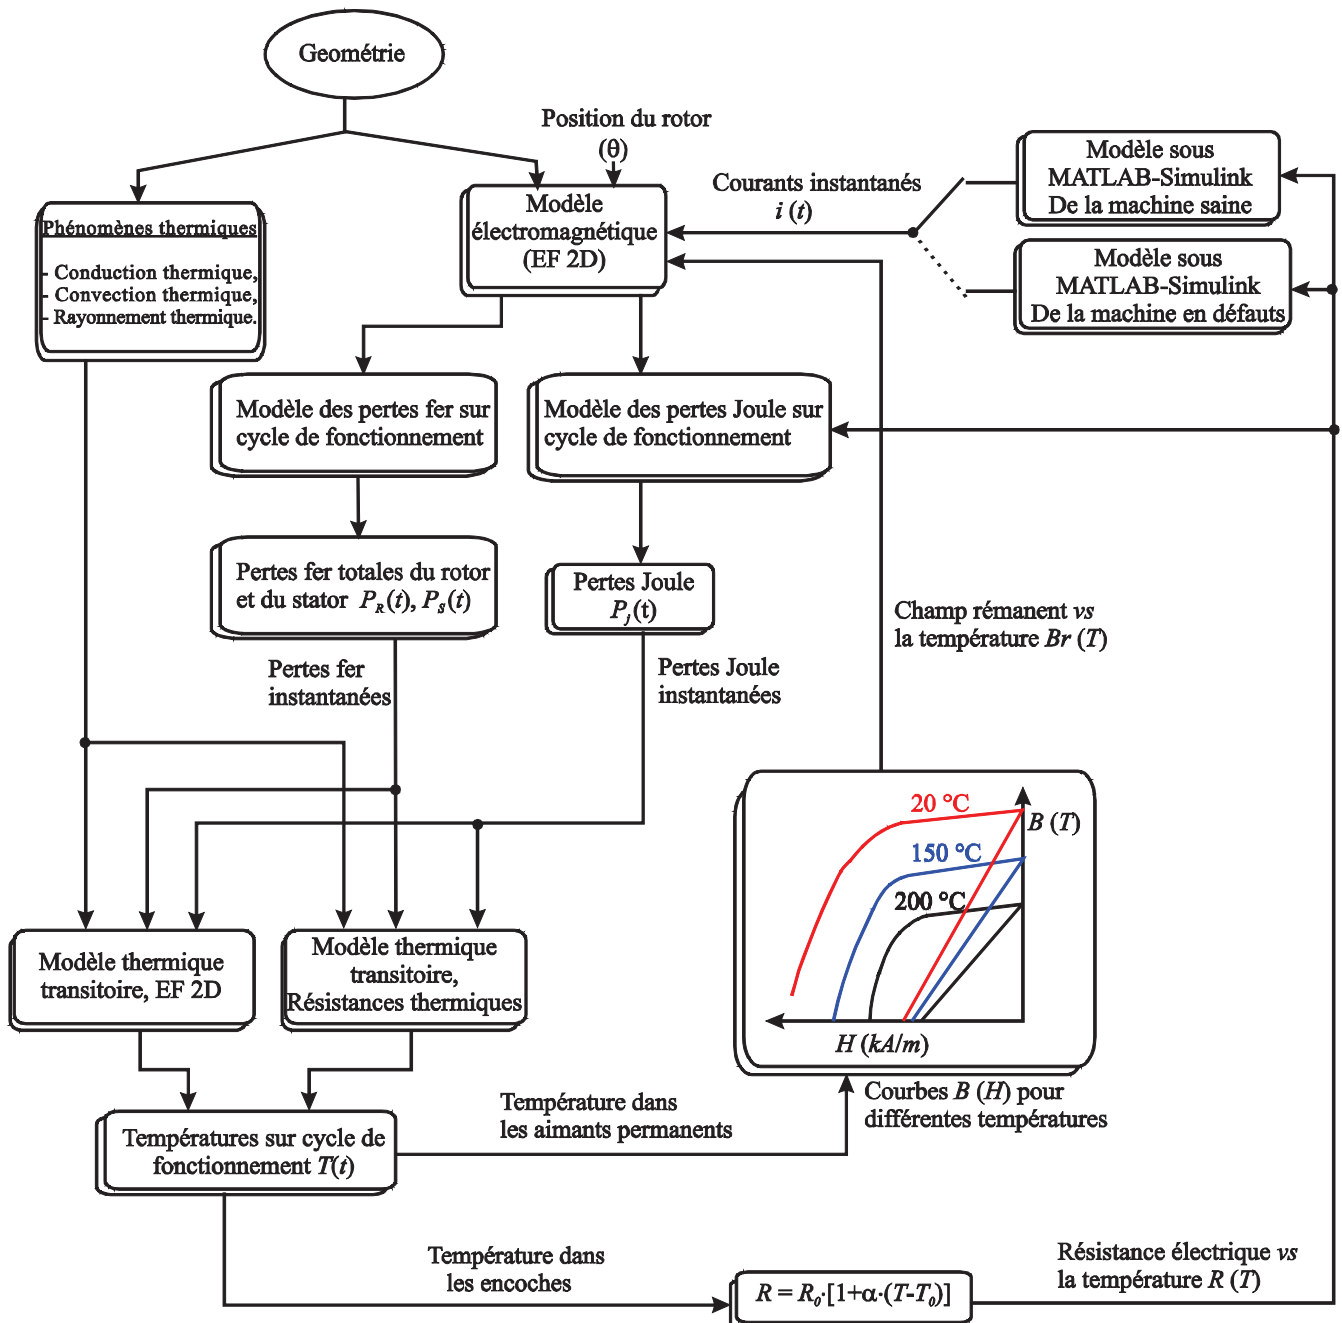 Geométrie
Position du rotor
(θ)
Courants instantanés
i (t)
Modèle sous
MATLAB-Simulink
De la machine saine
Modèle sous
MATLAB-Simulink
De la machine en défauts
Phénomènes thermiques
- Conduction thermique,
- Convection thermique,
- Rayonnement thermique.
Modèle
électromagnétique
(EF 2D)
Modèle des pertes fer sur
cycle de fonctionnement
Modèle des pertes Joule sur
cycle de fonctionnement
Pertes fer totales du rotor
et du stator P_R(t), P_S(t)
Pertes Joule
P_j(t)
Pertes fer
instantanées
Pertes Joule
instantanées
Champ rémanent vs
la température Br (T)
20 °C
B (T)
150 °C
200 °C
H (kA/m)
Courbes B (H) pour
différentes températures
Modèle thermique
transitoire, EF 2D
Modèle thermique
transitoire,
Résistances thermiques
Températures sur cycle de
fonctionnement T(t)
Température dans
les aimants permanents
Température dans
les encoches
R = R_0·[1+α·(T-T_0)]
Résistance électrique vs
la température R (T)